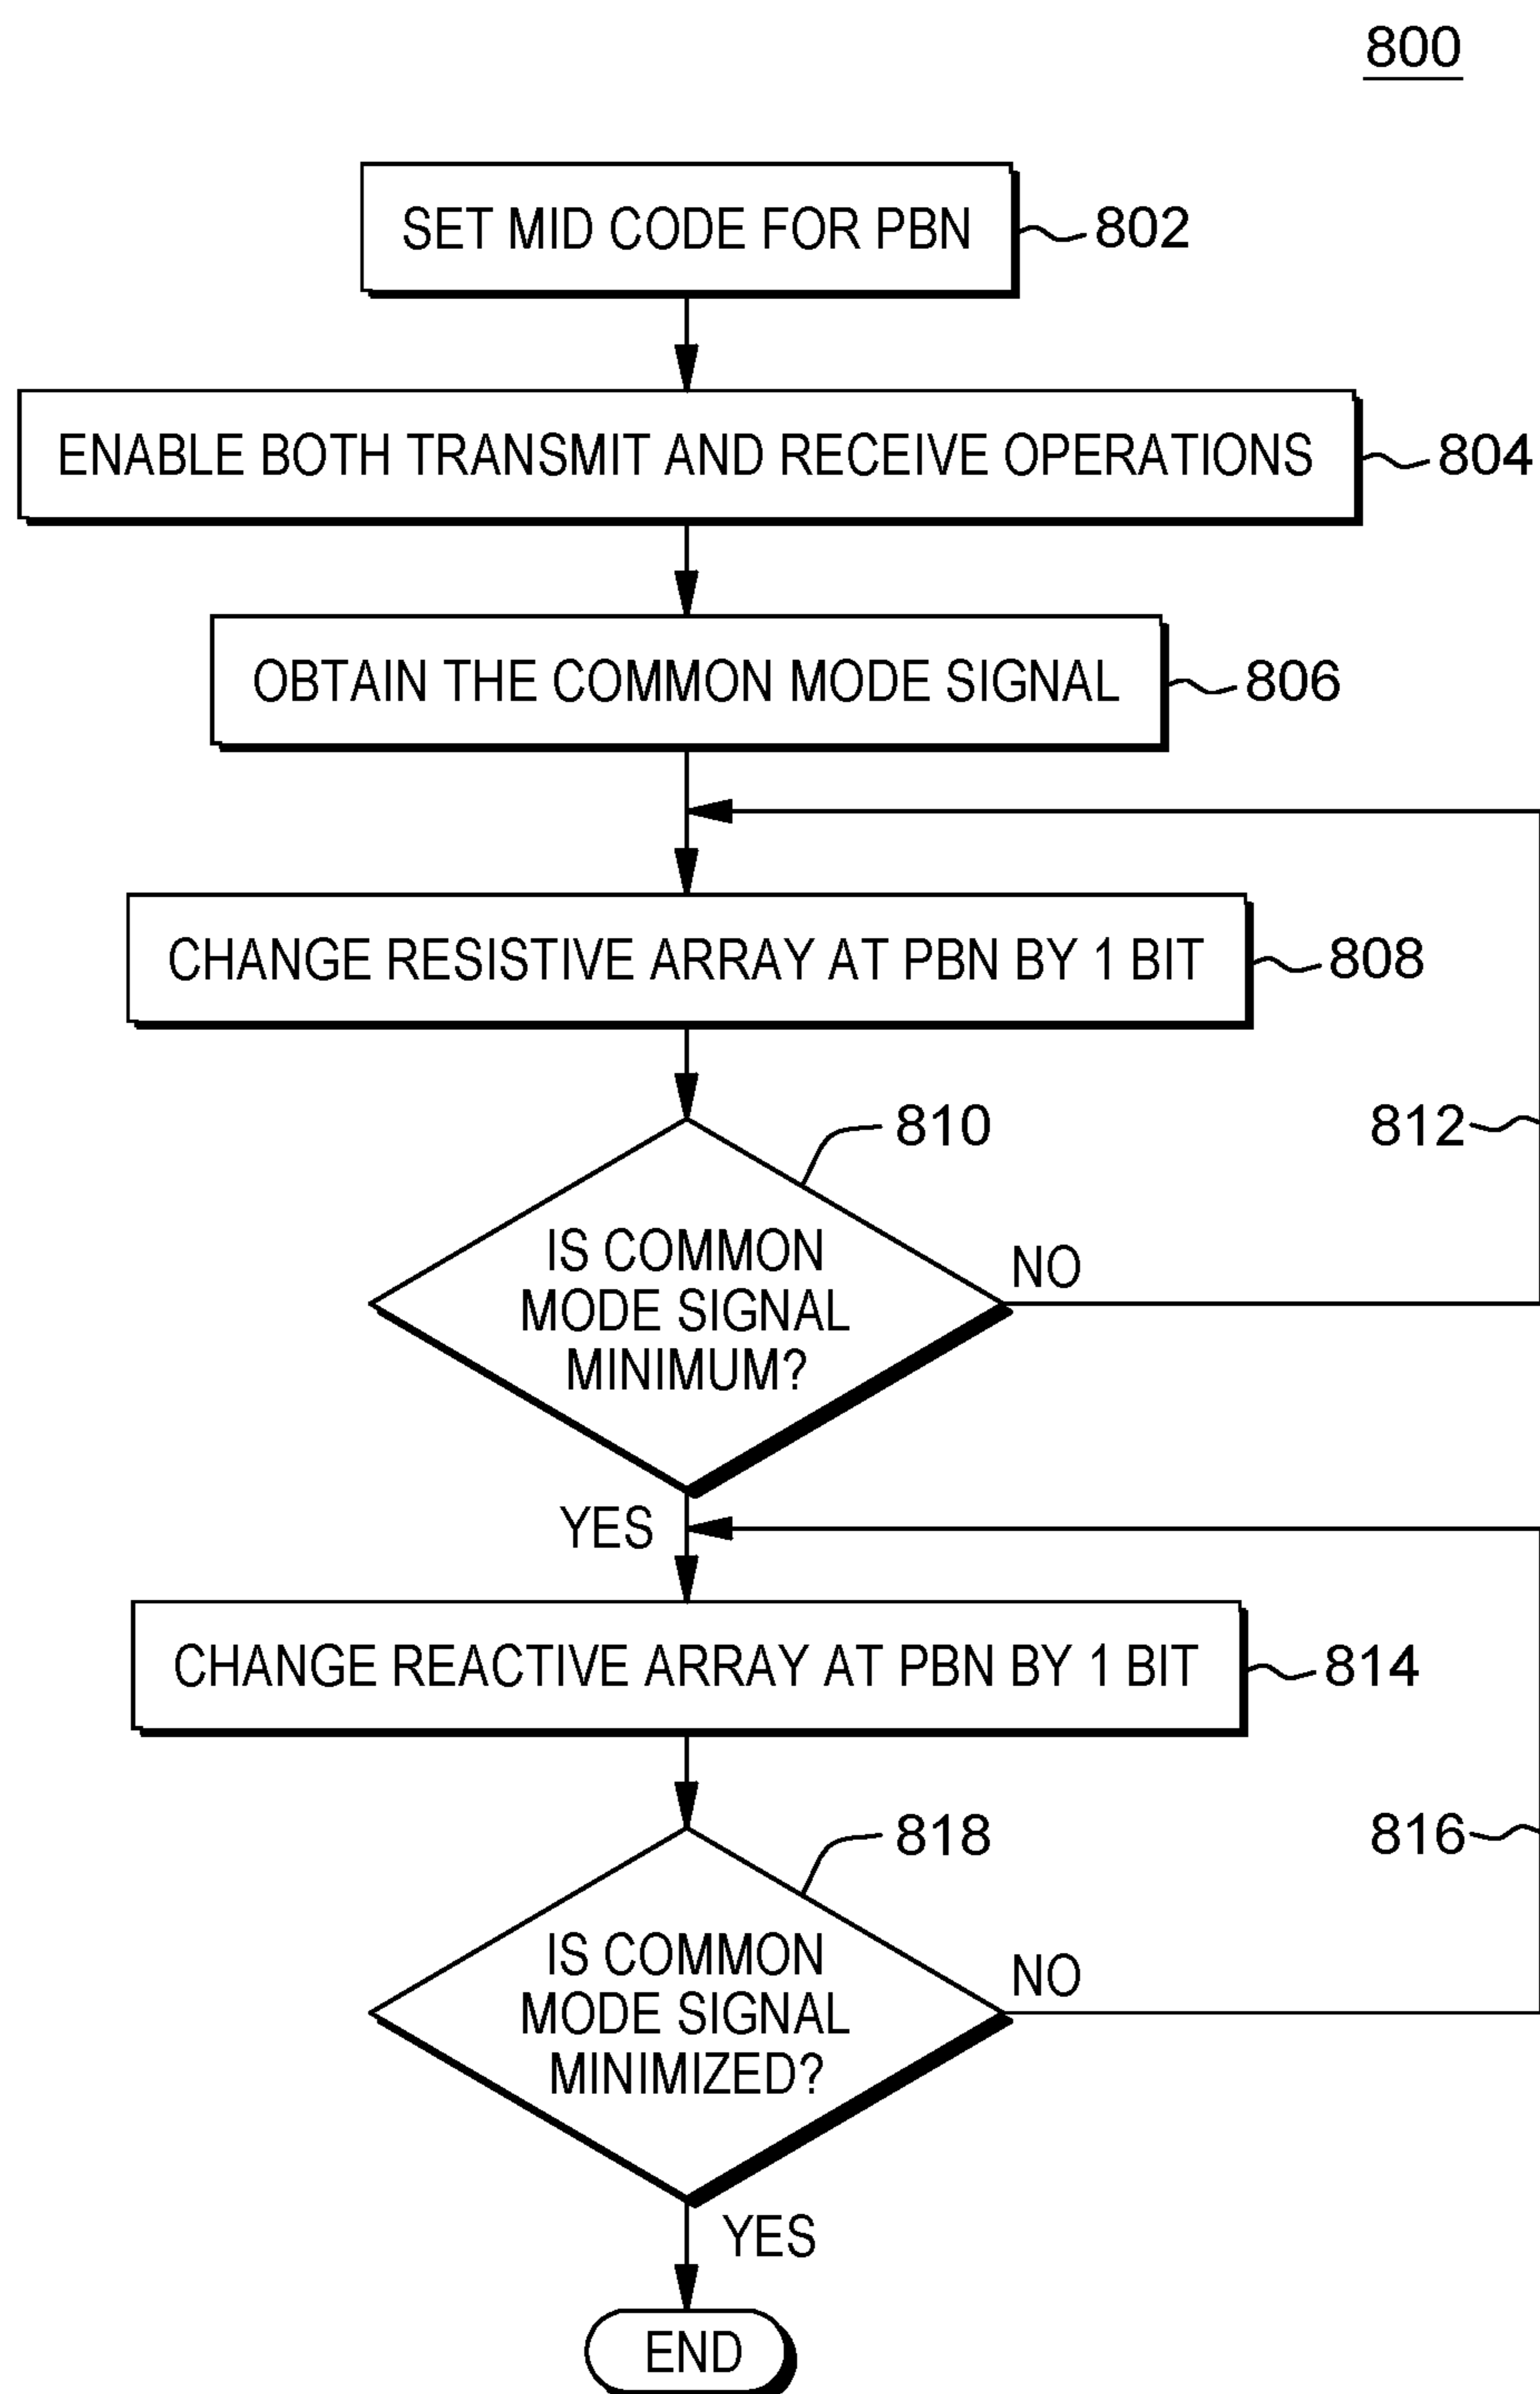 800
SET MID CODE FOR PBN
802
ENABLE BOTH TRANSMIT AND RECEIVE OPERATIONS
804
OBTAIN THE COMMON MODE SIGNAL
806
CHANGE RESISTIVE ARRAY AT PBN BY 1 BIT
808
810
812
IS COMMON
MODE SIGNAL
MINIMUM?
NO
YES
CHANGE REACTIVE ARRAY AT PBN BY 1 BIT
814
818
816
IS COMMON
MODE SIGNAL
MINIMIZED?
NO
YES
END